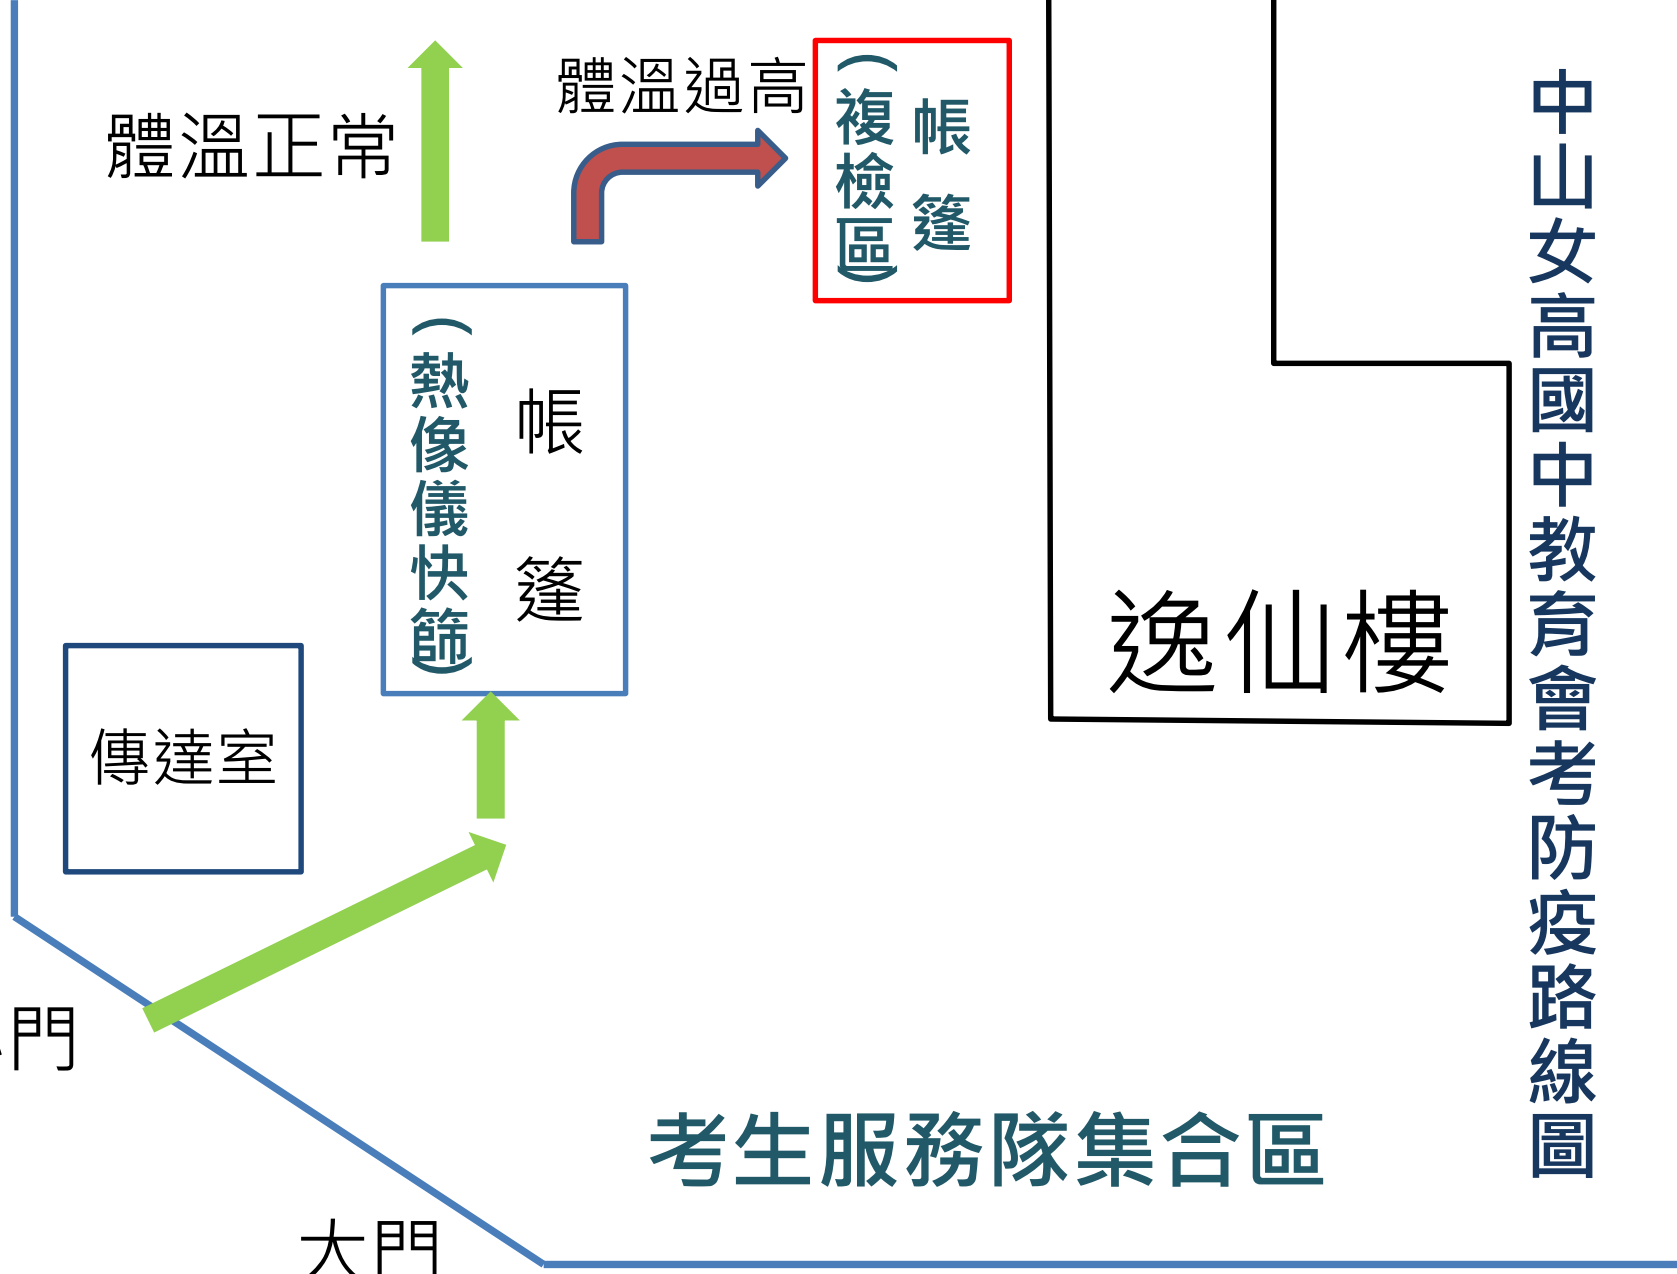 中山女高國中教育會考防疫路線圖
體溫正常
體溫過高
帳篷
(複檢區)
帳篷
(熱像儀快篩)
傳達室
逸仙樓
門
考生服務隊集合區
大門